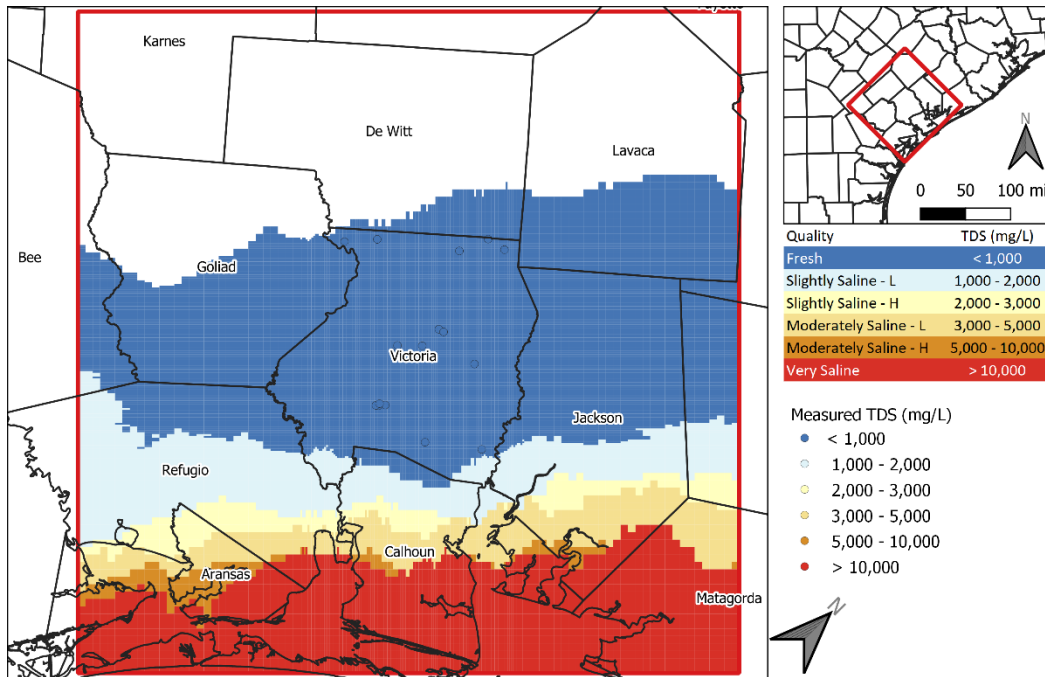 Karnes
De Witt
Lavaca
Bee
Goliad
Victoria
Jackson
Refugio
Calhoun
Aransas
Matagorda
N
0 50 100 mi
Quality TDS (mg/L)
Fresh < 1,000
Slightly Saline - L 1,000 - 2,000
Slightly Saline - H 2,000 - 3,000
Moderately Saline - L 3,000 - 5,000
Moderately Saline - H 5,000 - 10,000
Very Saline > 10,000
Measured TDS (mg/L)
< 1,000
1,000 - 2,000
2,000 - 3,000
3,000 - 5,000
5,000 - 10,000
> 10,000
N